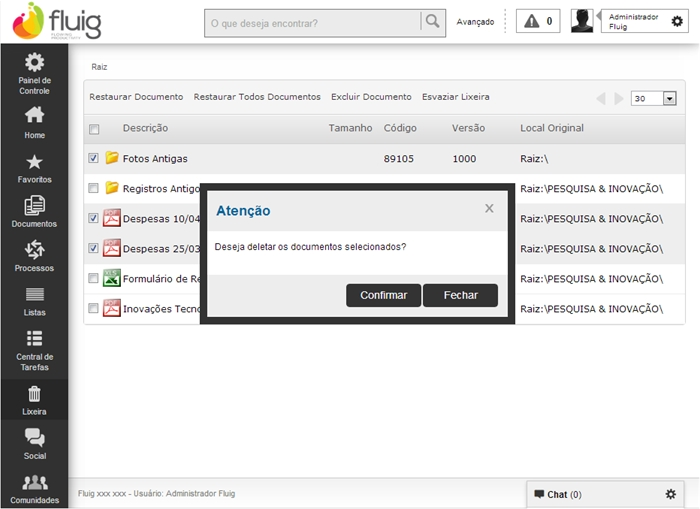 fluig
O que deseja encontrar?
Avançado
0
Administrador
Fluig
Painel de
Controle
Home
Favoritos
Documentos
Processos
Listas
Central de
Tarefas
Lixeira
Social
Comunidades
Raiz
Restaurar Documento Restaurar Todos Documentos Excluir Documento Esvaziar Lixeira
30
Descrição Tamanho Código Versão Local Original
Fotos Antigas 89105 1000 Raiz:\
Registros Antigo Raiz:\PESQUISA & INOVAÇÃO\
Despesas 10/04 Raiz:\PESQUISA & INOVAÇÃO\
Despesas 25/03 Raiz:\PESQUISA & INOVAÇÃO\
Formulário de Re Raiz:\PESQUISA & INOVAÇÃO\
Inovações Tecno Raiz:\PESQUISA & INOVAÇÃO\
Atenção X
Deseja deletar os documentos selecionados?
Confirmar Fechar
Fluig xxx xxx - Usuário: Administrador Fluig
Chat (0)